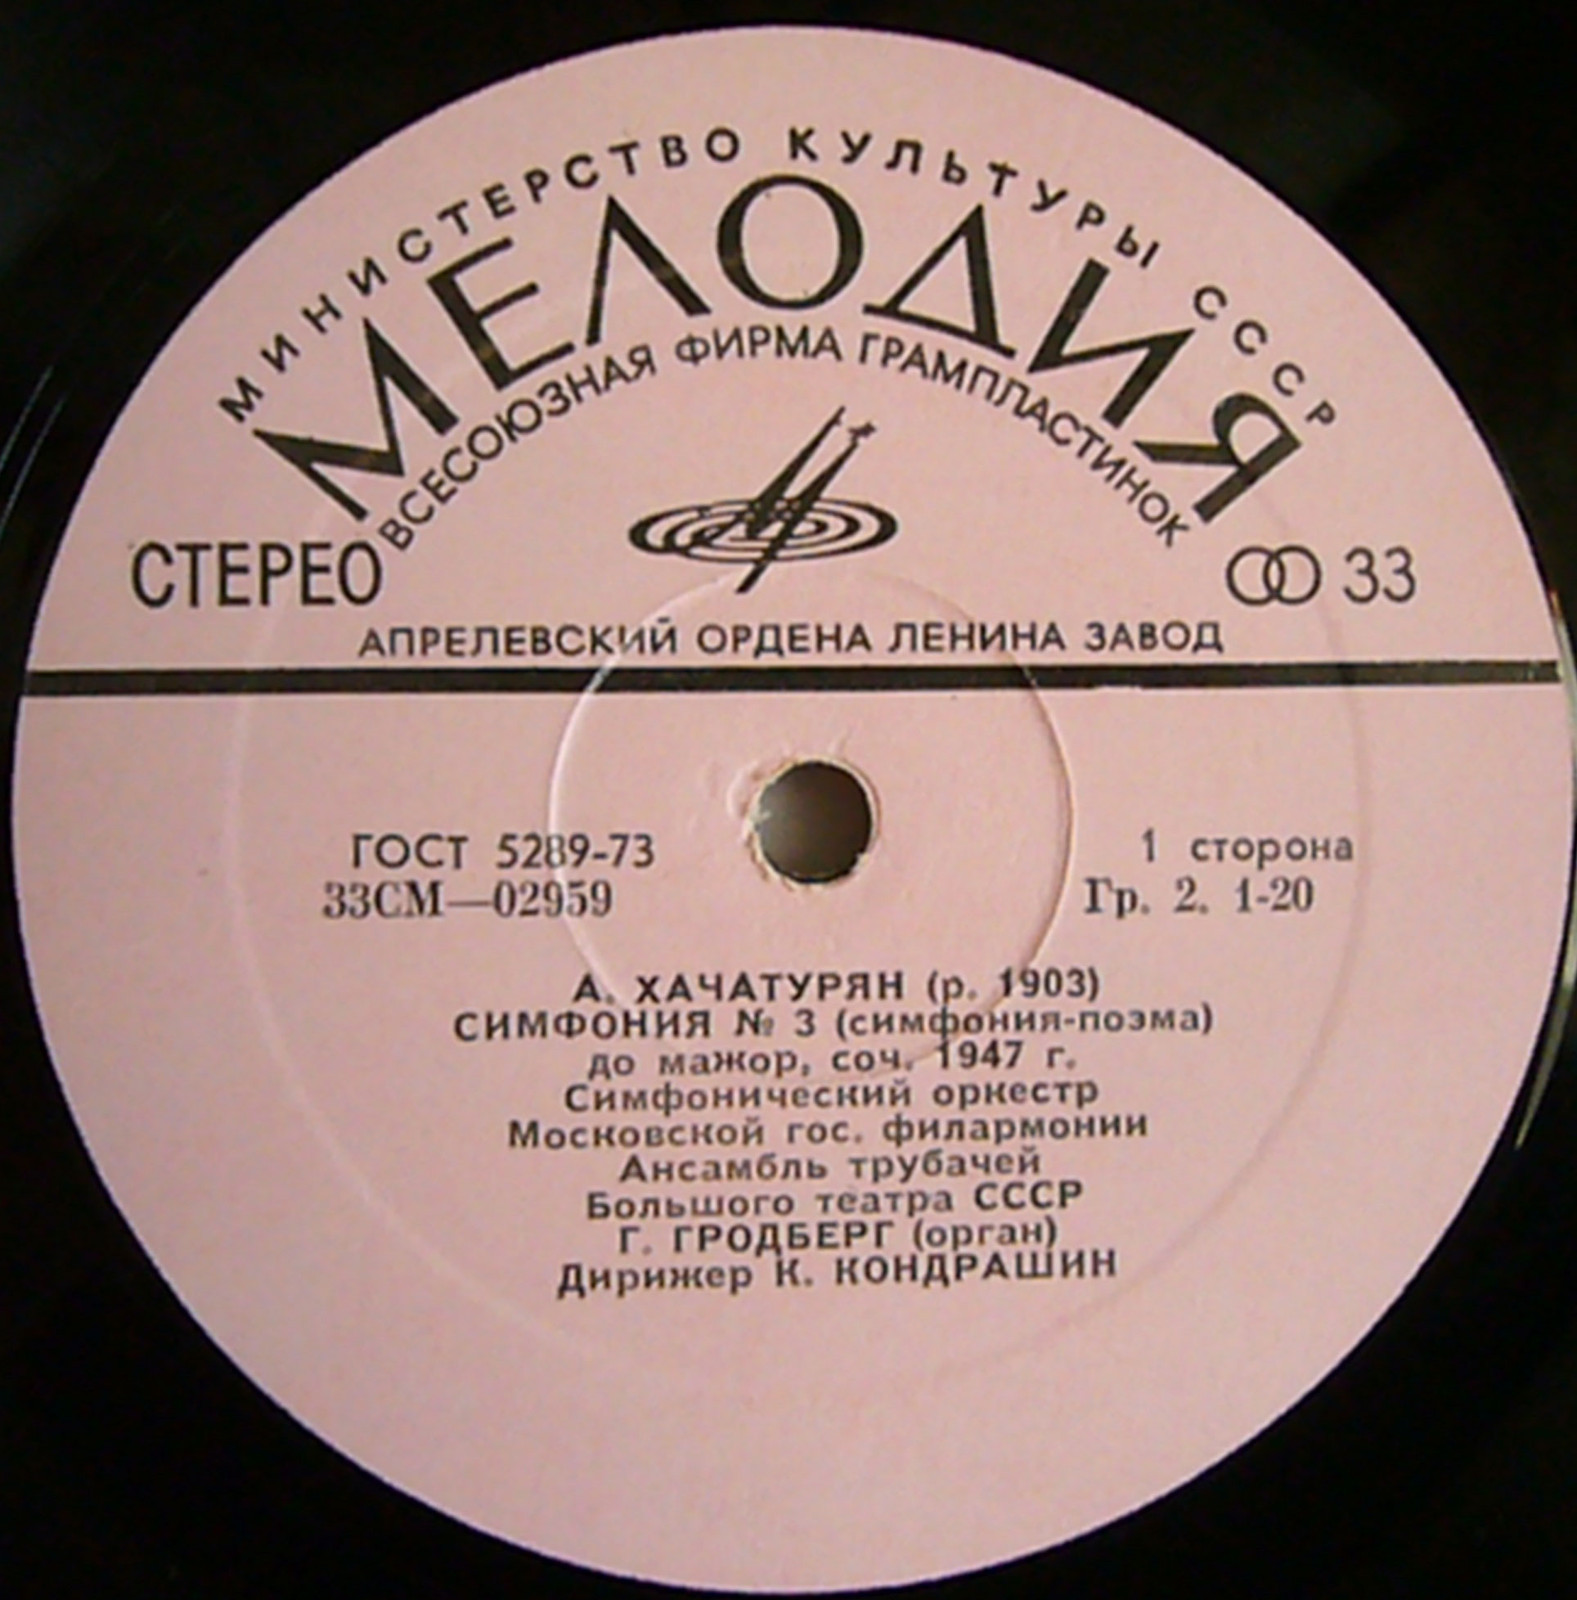 МИНИСТЕРСТВО КУЛЬТУРЫ СССР
МЕЛОДИЯ
ВСЕСОЮЗНАЯ ФИРМА ГРАМПЛАСТИНОК
СТЕРЕО
33
АПРЕЛЕВСКИЙ ОРДЕНА ЛЕНИНА ЗАВОД
ГОСТ 5289-73
33СМ—02959
1 сторона
Гр. 2. 1-20
А. ХАЧАТУРЯН (р. 1903)
СИМФОНИЯ № 3 (симфония-поэма)
до мажор, соч. 1947 г.
Симфонический оркестр
Московской гос. филармонии
Ансамбль трубачей
Большого театра СССР
Г. ГРОДБЕРГ (орган)
Дирижер К. КОНДРАШИН